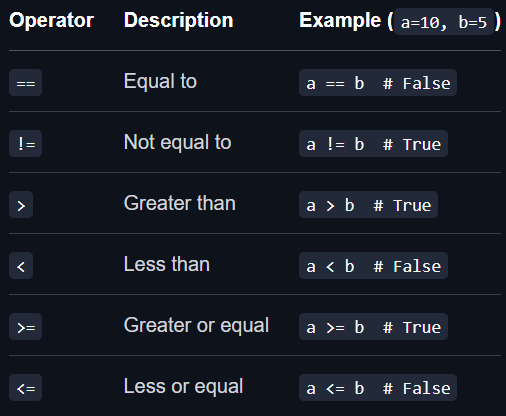 Operator Description Example (a=10, b=5)
== Equal to a == b  # False
!= Not equal to a != b  # True
> Greater than a > b  # True
< Less than a < b  # False
>= Greater or equal a >= b  # True
<= Less or equal a <= b  # False